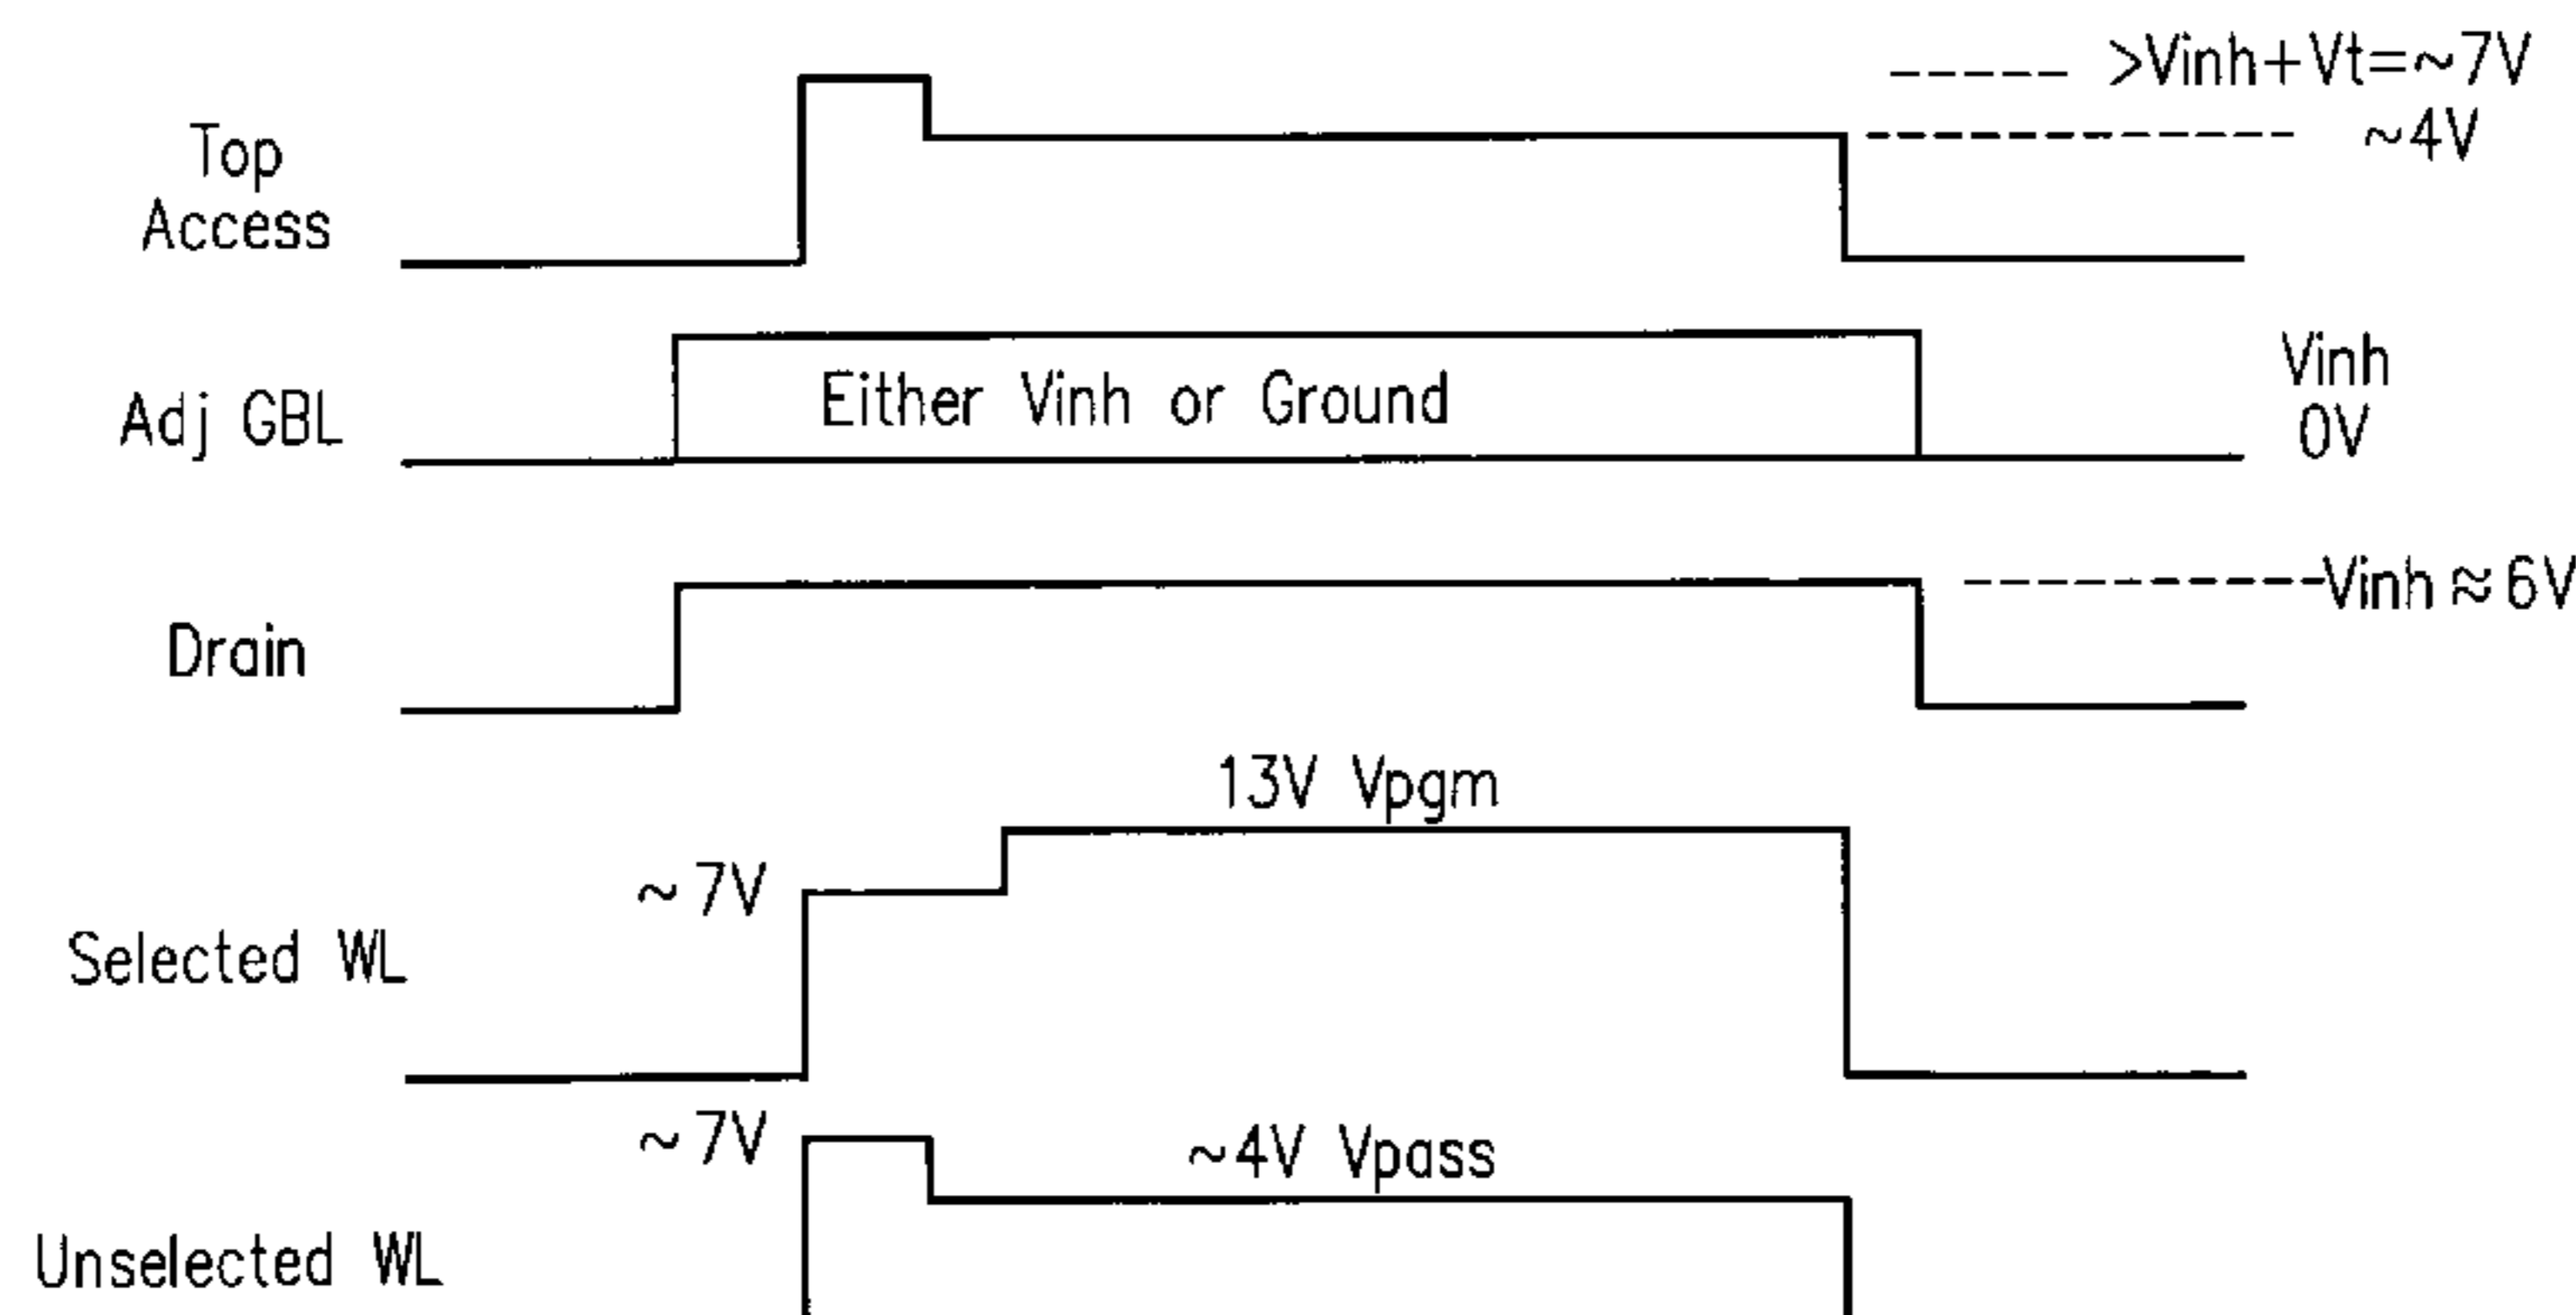 >Vinh+Vt=~7V
~4V
Top
Access
Either Vinh or Ground
Vinh
0V
Adj GBL
Vinh ≈ 6V
Drain
13V Vpgm
~ 7V
Selected WL
~ 7V
~4V Vpass
Unselected WL